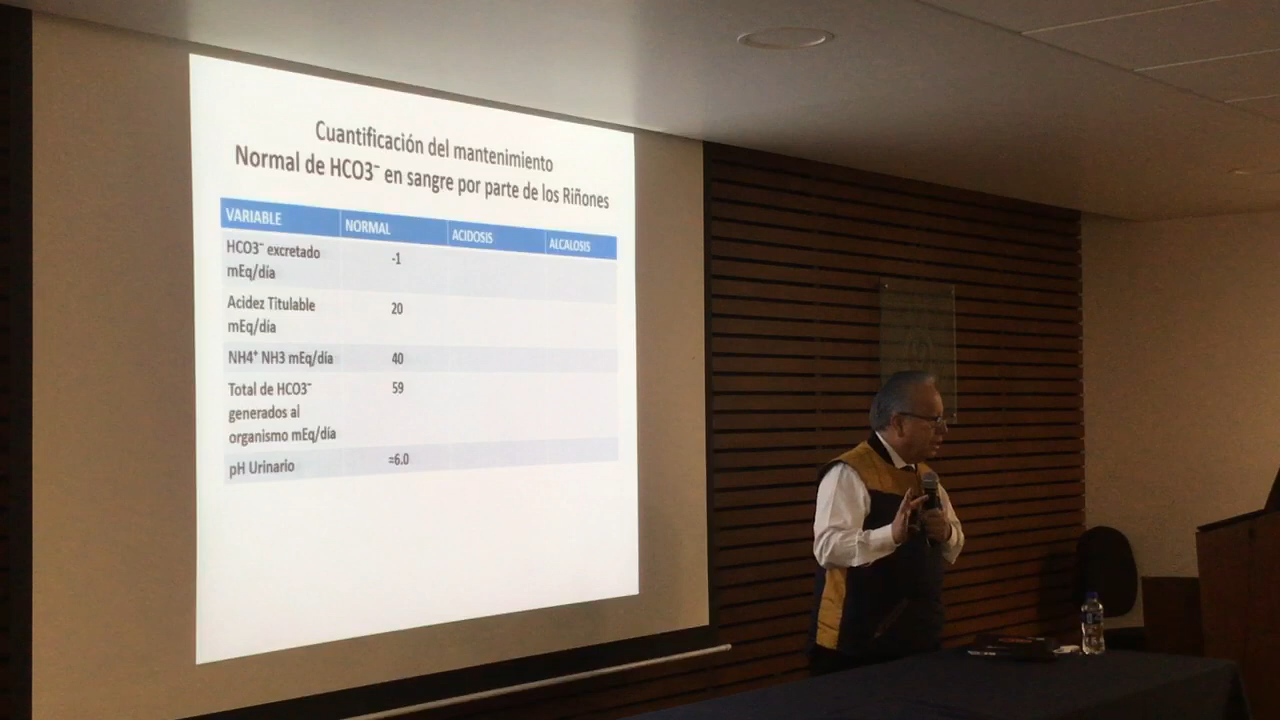 Cuantificación del mantenimiento
Normal de HCO3⁻ en sangre por parte de los Riñones
VARIABLE NORMAL ACIDOSIS ALCALOSIS
HCO3⁻ excretado -1
mEq/día
Acidez Titulable 20
mEq/día
NH4⁺ NH3 mEq/día 40
Total de HCO3⁻ 59
generados al
organismo mEq/día
pH Urinario ≈6.0